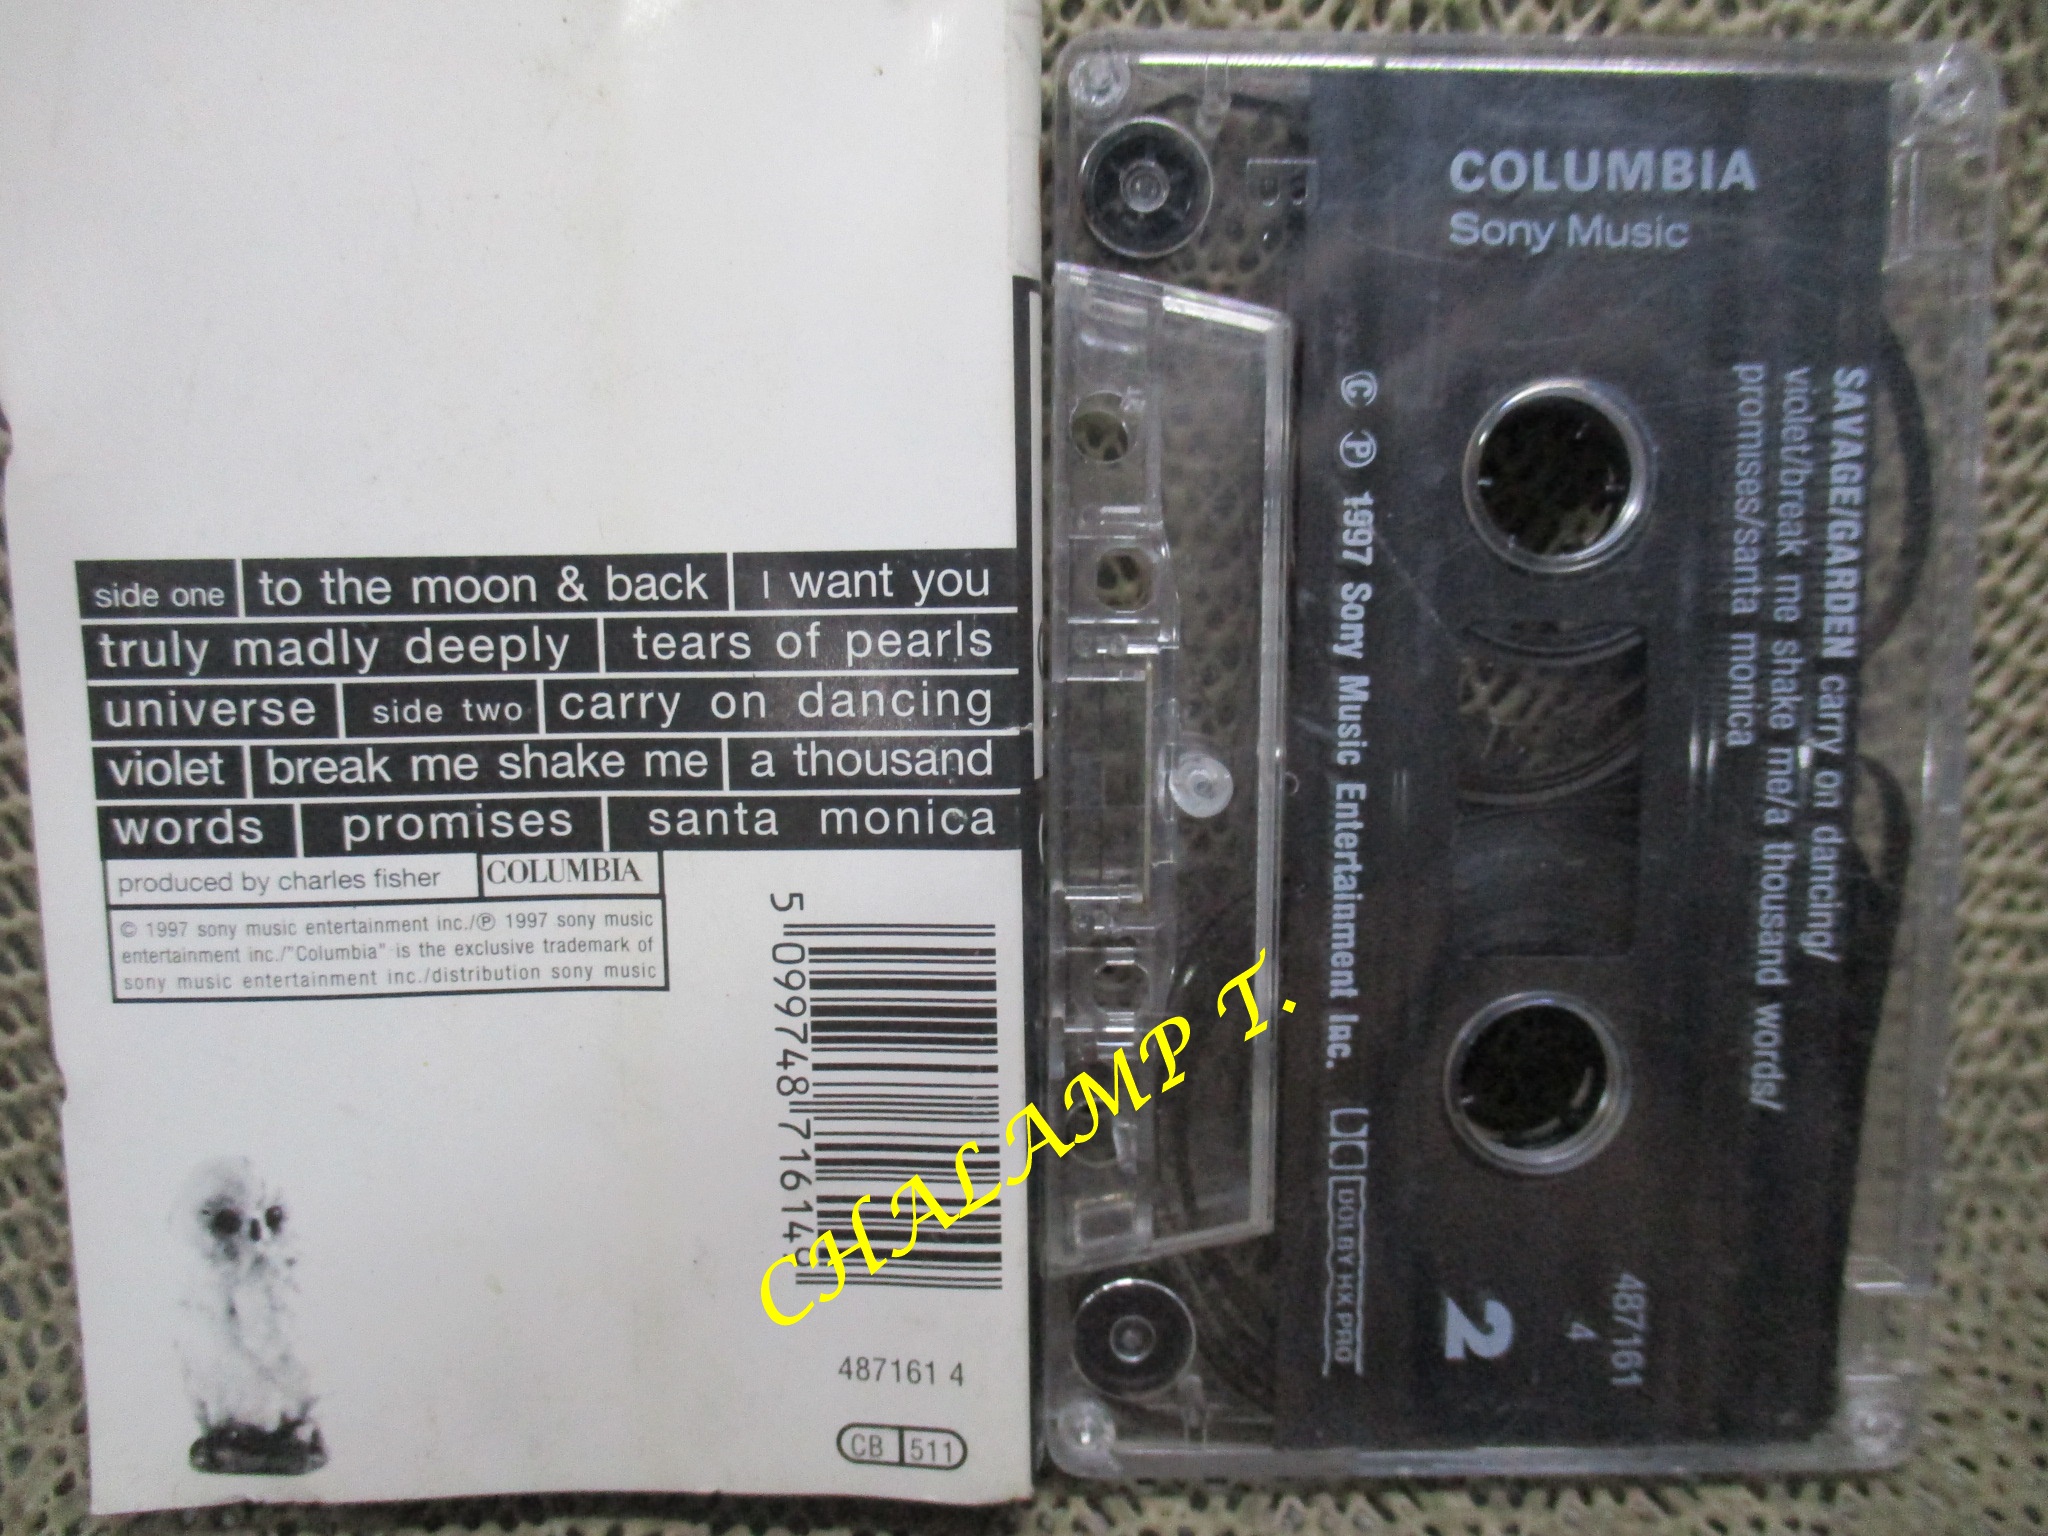 side one to the moon & back I want you
truly madly deeply tears of pearls
universe side two carry on dancing
violet break me shake me a thousand
words promises santa monica
produced by charles fisher COLUMBIA
© 1997 sony music entertainment inc./℗ 1997 sony music
entertainment inc./"Columbia" is the exclusive trademark of
sony music entertainment inc./distribution sony music
5 099748 716149
487161 4
CB 511
CHALAMP T.
COLUMBIA
Sony Music
SAVAGE/GARDEN carry on dancing/
violet/break me shake me/a thousand words/
promises/santa monica
© ℗ 1997 Sony Music Entertainment Inc.
DOLBY HX PRO
2
487161
4